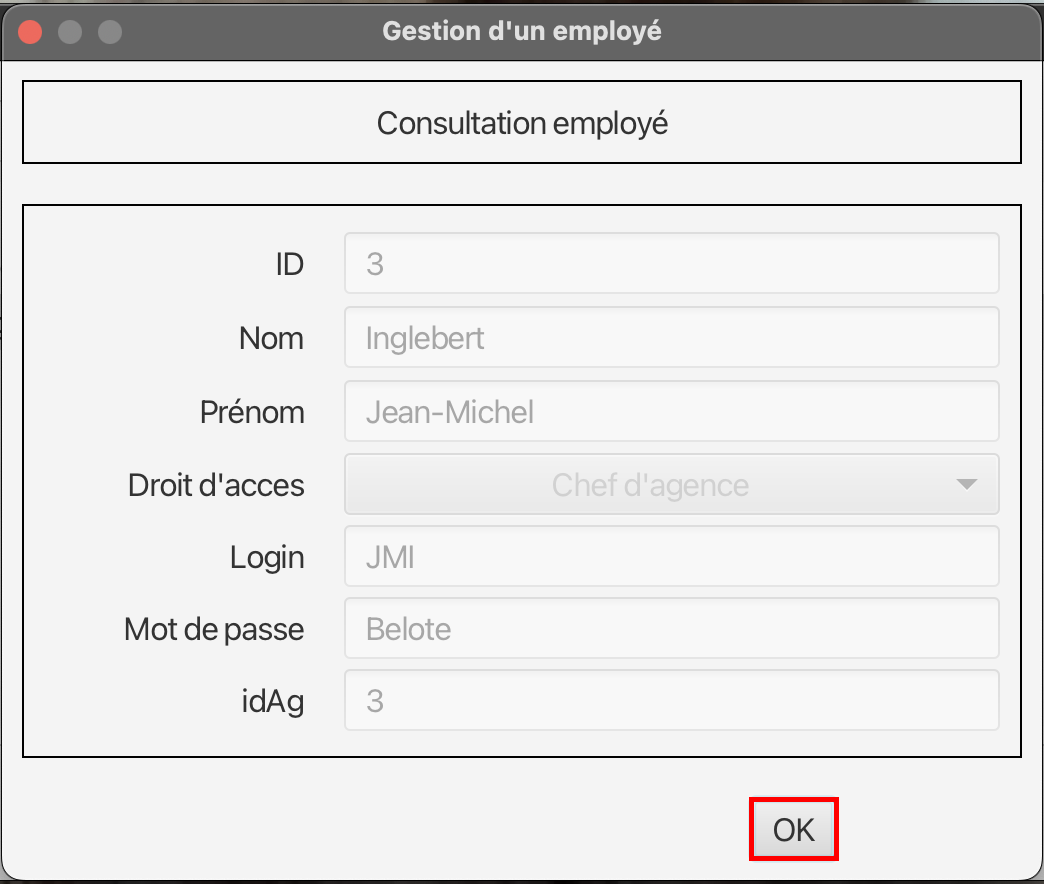 Gestion d'un employé
Consultation employé
ID 3
Nom Inglebert
Prénom Jean-Michel
Droit d'acces Chef d'agence
Login JMI
Mot de passe Belote
idAg 3
OK